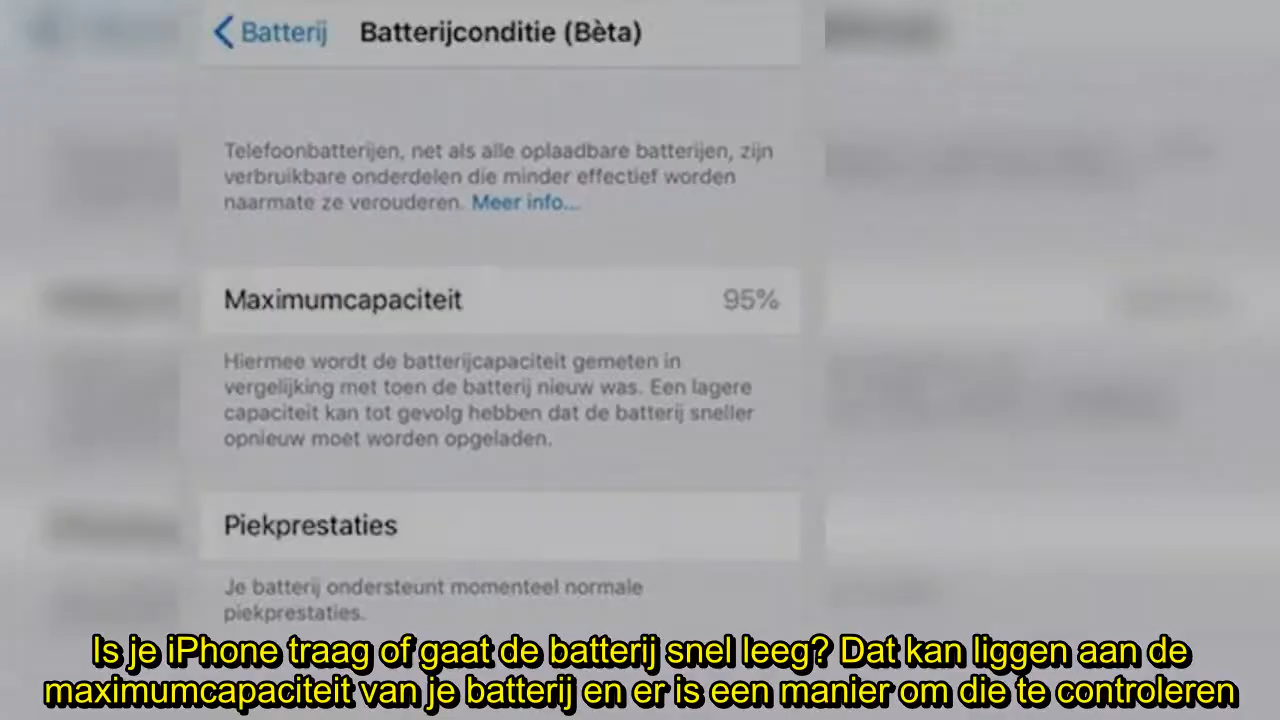 Batterij Batterijconditie (Bèta)
Telefoonbatterijen, net als alle oplaadbare batterijen, zijn
verbruikbare onderdelen die minder effectief worden
naarmate ze verouderen. Meer info...
Maximumcapaciteit 95%
Hiermee wordt de batterijcapaciteit gemeten in
vergelijking met toen de batterij nieuw was. Een lagere
capaciteit kan tot gevolg hebben dat de batterij sneller
opnieuw moet worden opgeladen.
Piekprestaties
Je batterij ondersteunt momenteel normale
piekprestaties.
Is je iPhone traag of gaat de batterij snel leeg? Dat kan liggen aan de
maximumcapaciteit van je batterij en er is een manier om die te controleren